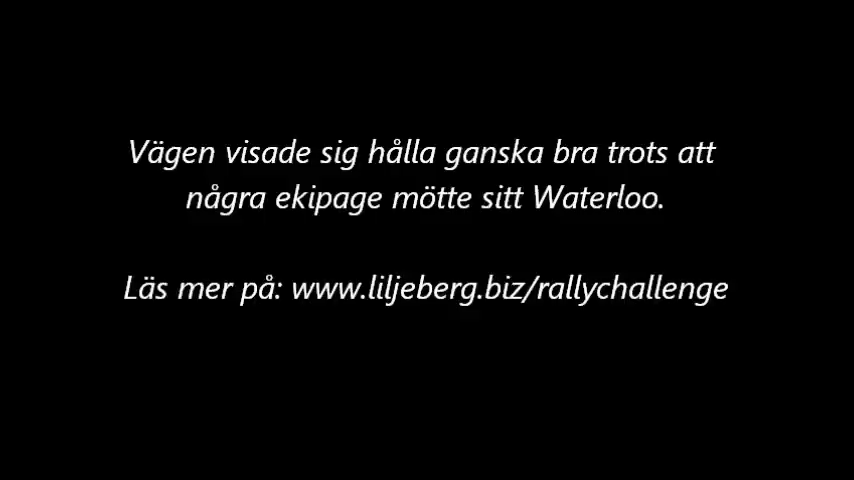 Vägen visade sig hålla ganska bra trots att
några ekipage mötte sitt Waterloo.
Läs mer på: www.liljeberg.biz/rallychallenge